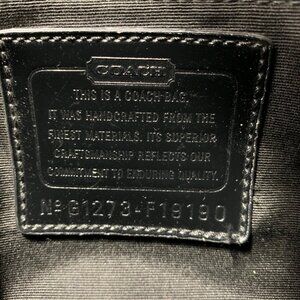 COACH
THIS IS A COACH BAG.
IT WAS HANDCRAFTED FROM THE
FINEST MATERIALS. ITS SUPERIOR
CRAFTSMANSHIP REFLECTS OUR
COMMITMENT TO ENDURING QUALITY.
Nº G1273-F19190